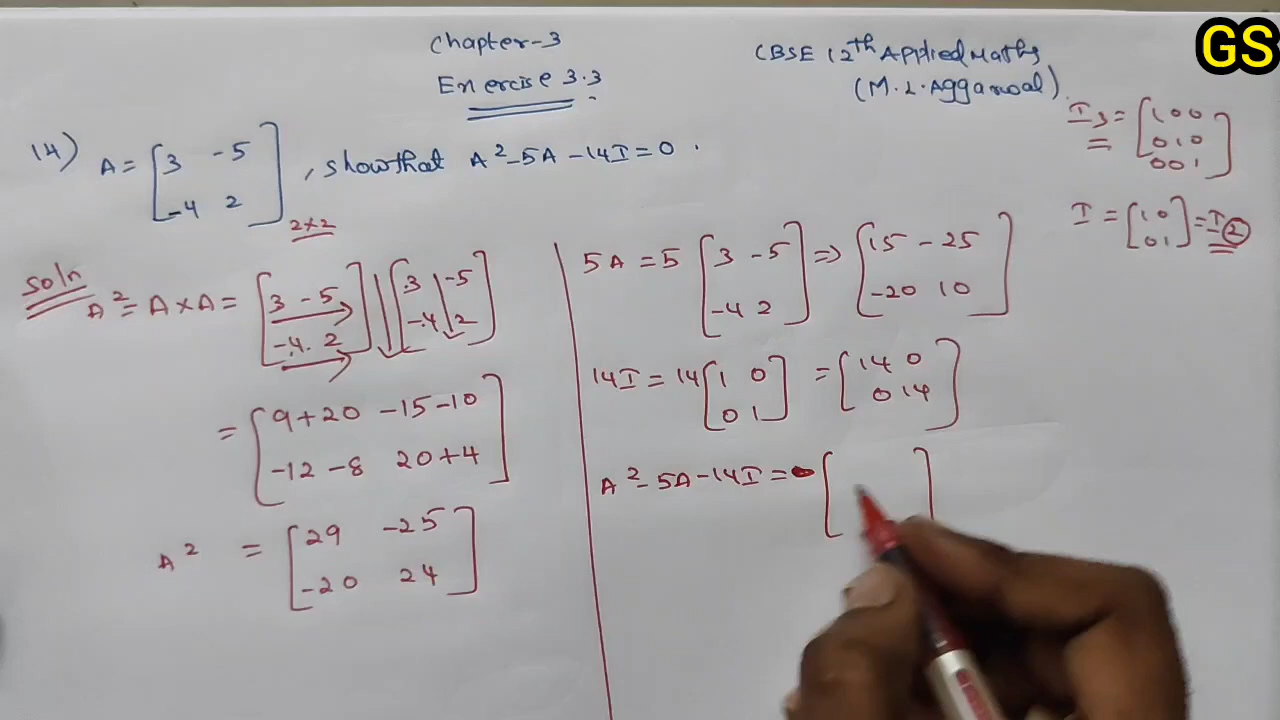 GS
Chapter-3
Exercise 3.3
CBSE 12th Applied Maths
(M.L.Aggarwal)
I3 = [1 0 0
0 1 0
0 0 1]
14) A = [3 -5
-4 2] 2×2 , show that A²-5A-14I=0 .
I = [1 0
0 1] = I2
Soln
A² = A×A = [3 -5
-4 2] [3 -5
-4 2]
= [9+20 -15-10
-12-8 20+4]
A² = [29 -25
-20 24]
5A = 5 [3 -5
-4 2] ⇒ [15 -25
-20 10]
14I = 14 [1 0
0 1] = [14 0
0 14]
A²-5A-14I = [ ]